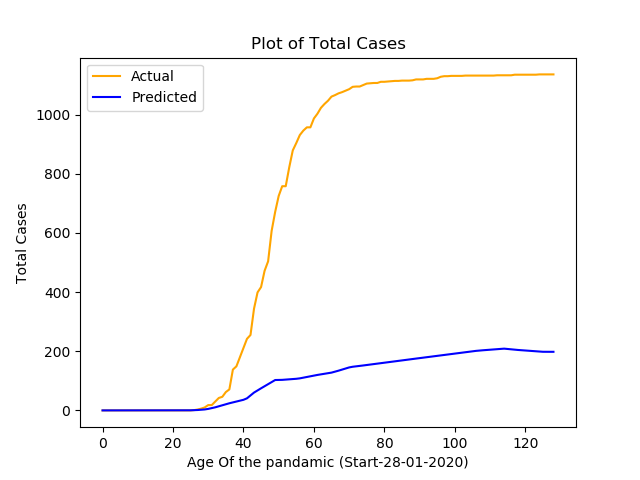 Plot of Total Cases
Actual
Predicted
1000
800
600
400
200
0
Total Cases
0 20 40 60 80 100 120
Age Of the pandamic (Start-28-01-2020)